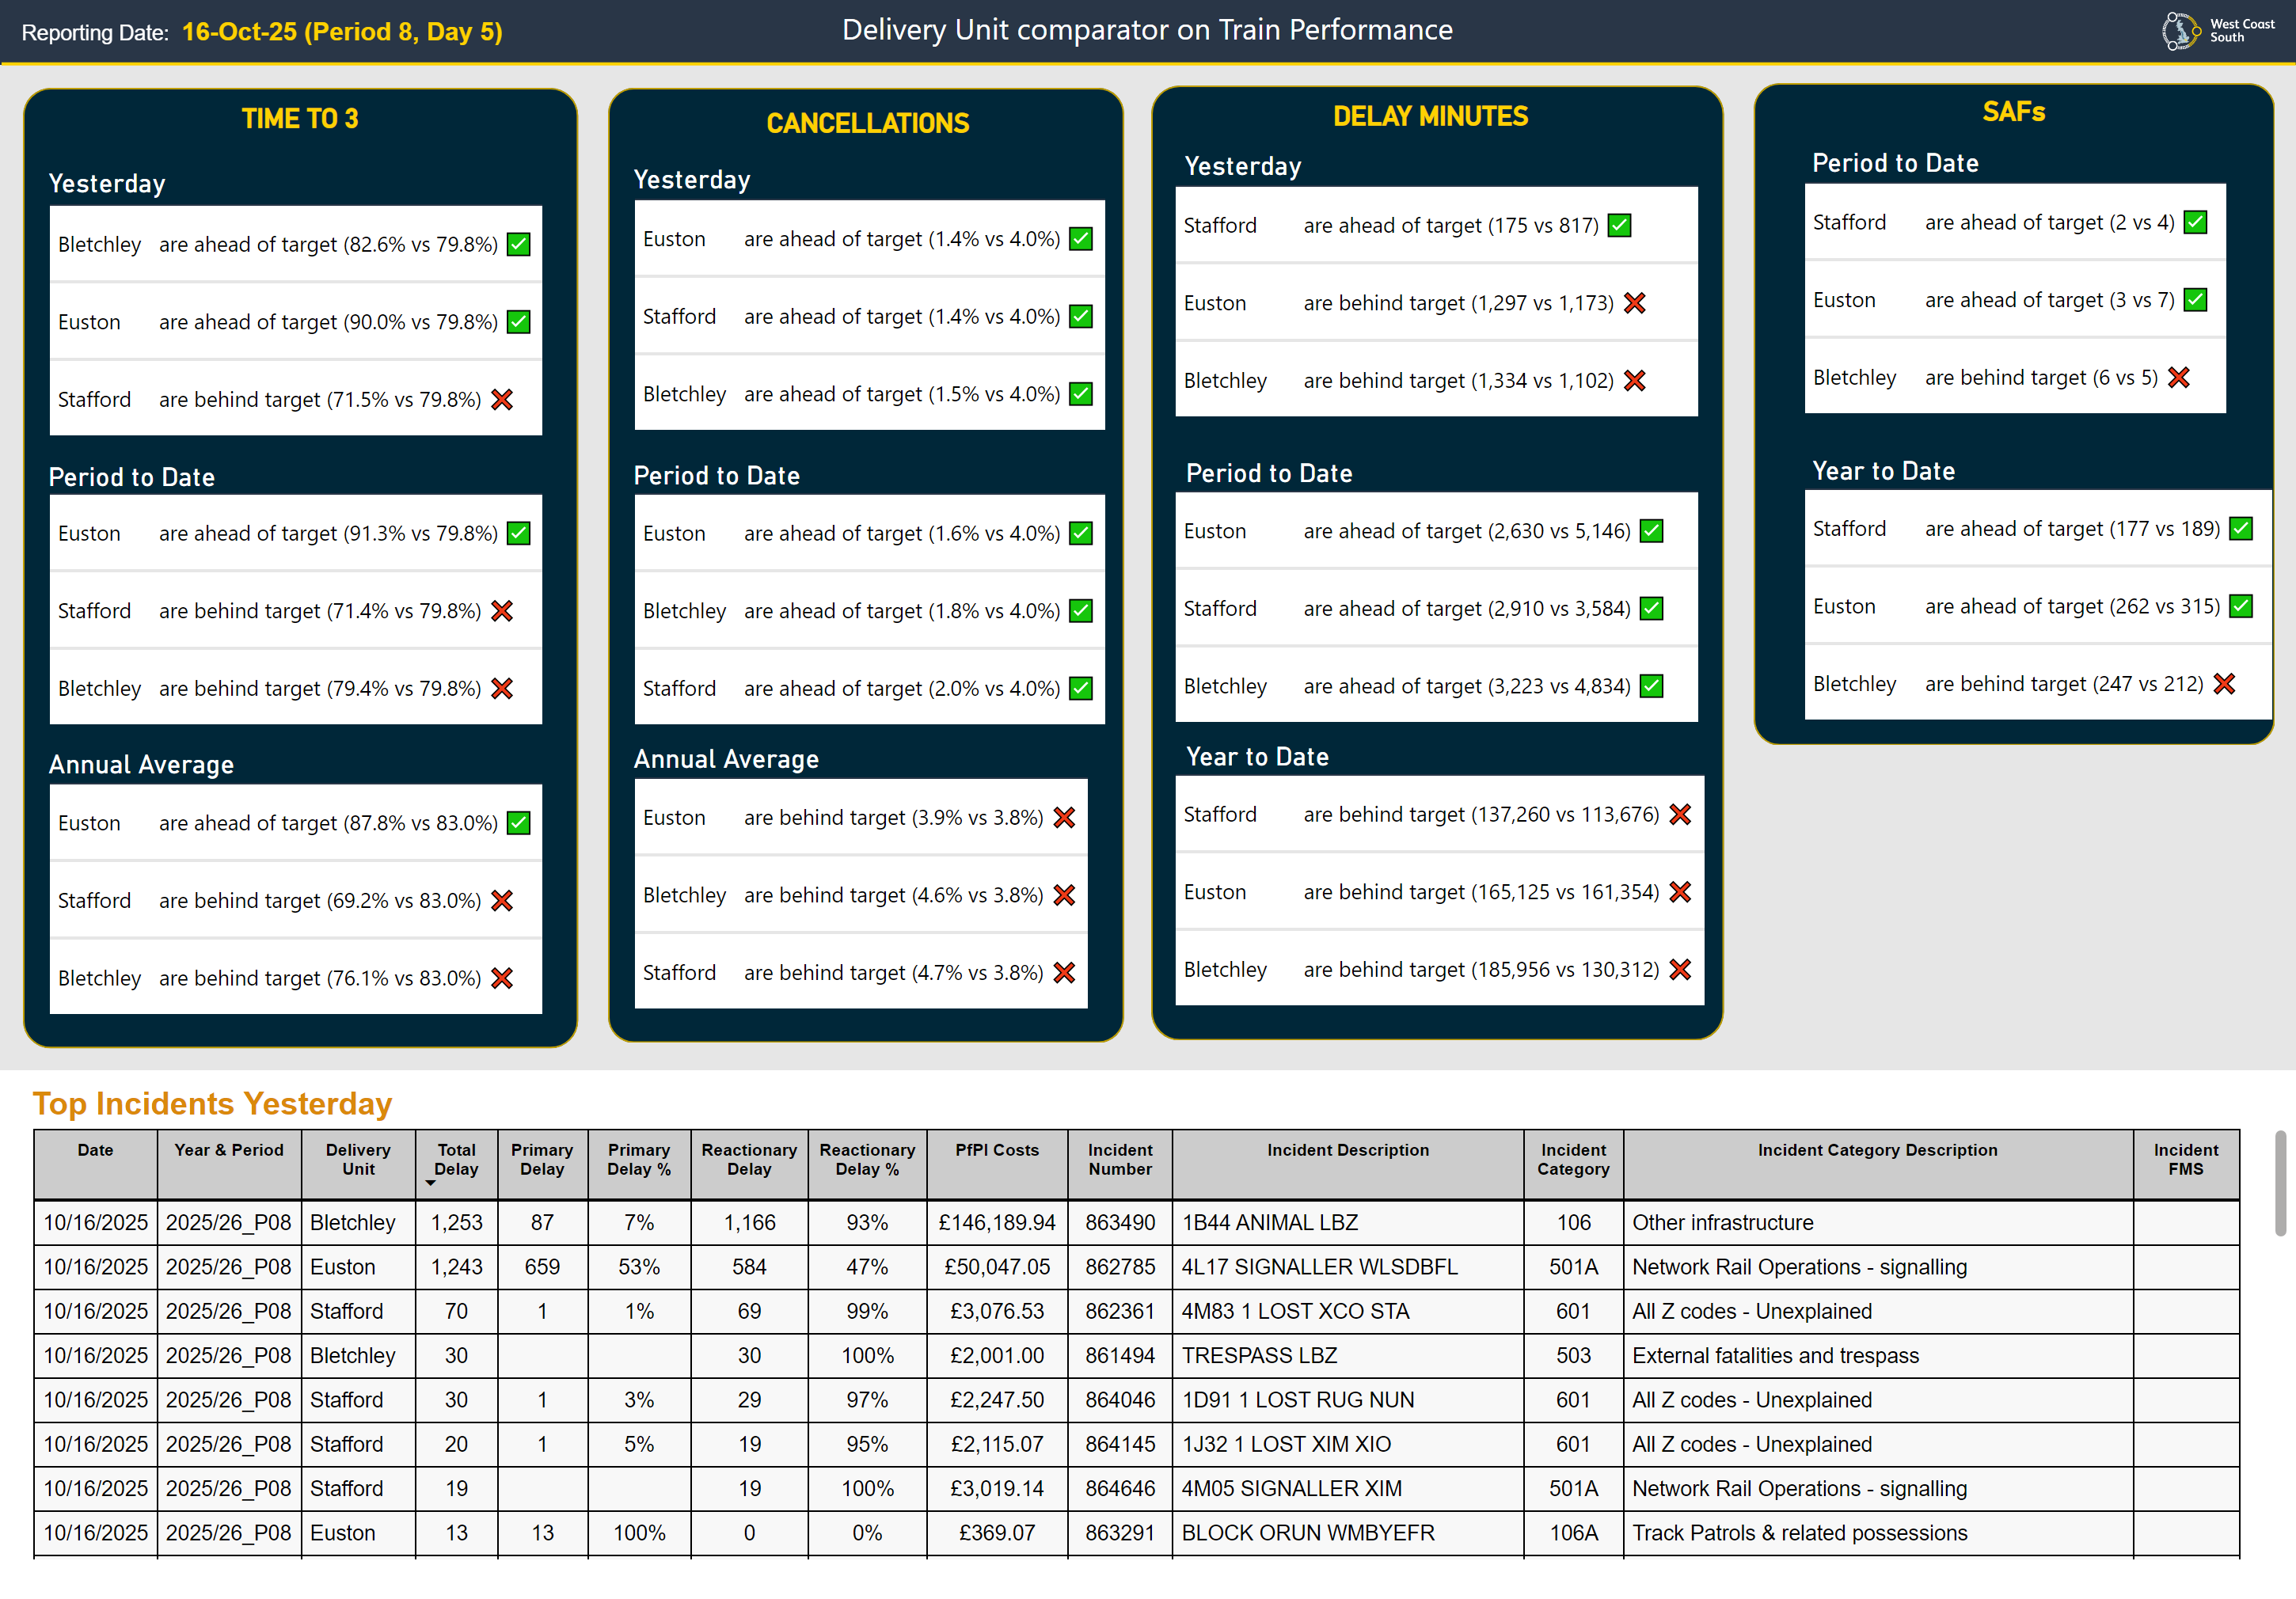 Reporting Date: 16-Oct-25 (Period 8, Day 5)
Delivery Unit comparator on Train Performance
West Coast
South
TIME TO 3
Yesterday
Bletchley are ahead of target (82.6% vs 79.8%) ✅
Euston are ahead of target (90.0% vs 79.8%) ✅
Stafford are behind target (71.5% vs 79.8%) ❌
Period to Date
Euston are ahead of target (91.3% vs 79.8%) ✅
Stafford are behind target (71.4% vs 79.8%) ❌
Bletchley are behind target (79.4% vs 79.8%) ❌
Annual Average
Euston are ahead of target (87.8% vs 83.0%) ✅
Stafford are behind target (69.2% vs 83.0%) ❌
Bletchley are behind target (76.1% vs 83.0%) ❌
CANCELLATIONS
Yesterday
Euston are ahead of target (1.4% vs 4.0%) ✅
Stafford are ahead of target (1.4% vs 4.0%) ✅
Bletchley are ahead of target (1.5% vs 4.0%) ✅
Period to Date
Euston are ahead of target (1.6% vs 4.0%) ✅
Bletchley are ahead of target (1.8% vs 4.0%) ✅
Stafford are ahead of target (2.0% vs 4.0%) ✅
Annual Average
Euston are behind target (3.9% vs 3.8%) ❌
Bletchley are behind target (4.6% vs 3.8%) ❌
Stafford are behind target (4.7% vs 3.8%) ❌
DELAY MINUTES
Yesterday
Stafford are ahead of target (175 vs 817) ✅
Euston are behind target (1,297 vs 1,173) ❌
Bletchley are behind target (1,334 vs 1,102) ❌
Period to Date
Euston are ahead of target (2,630 vs 5,146) ✅
Stafford are ahead of target (2,910 vs 3,584) ✅
Bletchley are ahead of target (3,223 vs 4,834) ✅
Year to Date
Stafford are behind target (137,260 vs 113,676) ❌
Euston are behind target (165,125 vs 161,354) ❌
Bletchley are behind target (185,956 vs 130,312) ❌
SAFs
Period to Date
Stafford are ahead of target (2 vs 4) ✅
Euston are ahead of target (3 vs 7) ✅
Bletchley are behind target (6 vs 5) ❌
Year to Date
Stafford are ahead of target (177 vs 189) ✅
Euston are ahead of target (262 vs 315) ✅
Bletchley are behind target (247 vs 212) ❌
Top Incidents Yesterday
Date Year & Period Delivery Unit Total Delay Primary Delay Primary Delay % Reactionary Delay Reactionary Delay % PfPI Costs Incident Number Incident Description Incident Category Incident Category Description Incident FMS
10/16/2025 2025/26_P08 Bletchley 1,253 87 7% 1,166 93% £146,189.94 863490 1B44 ANIMAL LBZ 106 Other infrastructure
10/16/2025 2025/26_P08 Euston 1,243 659 53% 584 47% £50,047.05 862785 4L17 SIGNALLER WLSDBFL 501A Network Rail Operations - signalling
10/16/2025 2025/26_P08 Stafford 70 1 1% 69 99% £3,076.53 862361 4M83 1 LOST XCO STA 601 All Z codes - Unexplained
10/16/2025 2025/26_P08 Bletchley 30 30 100% £2,001.00 861494 TRESPASS LBZ 503 External fatalities and trespass
10/16/2025 2025/26_P08 Stafford 30 1 3% 29 97% £2,247.50 864046 1D91 1 LOST RUG NUN 601 All Z codes - Unexplained
10/16/2025 2025/26_P08 Stafford 20 1 5% 19 95% £2,115.07 864145 1J32 1 LOST XIM XIO 601 All Z codes - Unexplained
10/16/2025 2025/26_P08 Stafford 19 19 100% £3,019.14 864646 4M05 SIGNALLER XIM 501A Network Rail Operations - signalling
10/16/2025 2025/26_P08 Euston 13 13 100% 0 0% £369.07 863291 BLOCK ORUN WMBYEFR 106A Track Patrols & related possessions